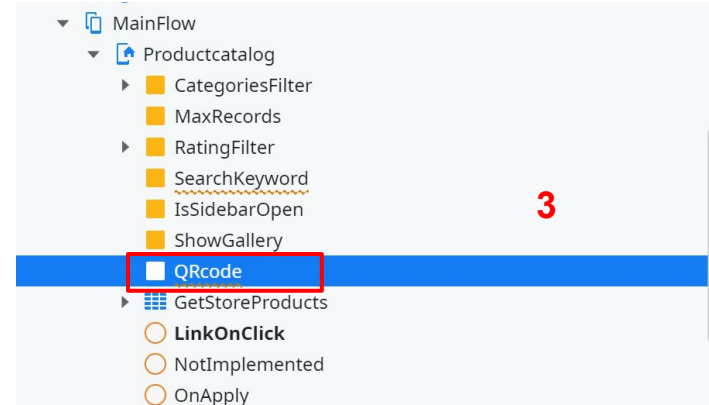 MainFlow
Productcatalog
CategoriesFilter
MaxRecords
RatingFilter
SearchKeyword
IsSidebarOpen
3
ShowGallery
QRcode
GetStoreProducts
LinkOnClick
NotImplemented
OnApply